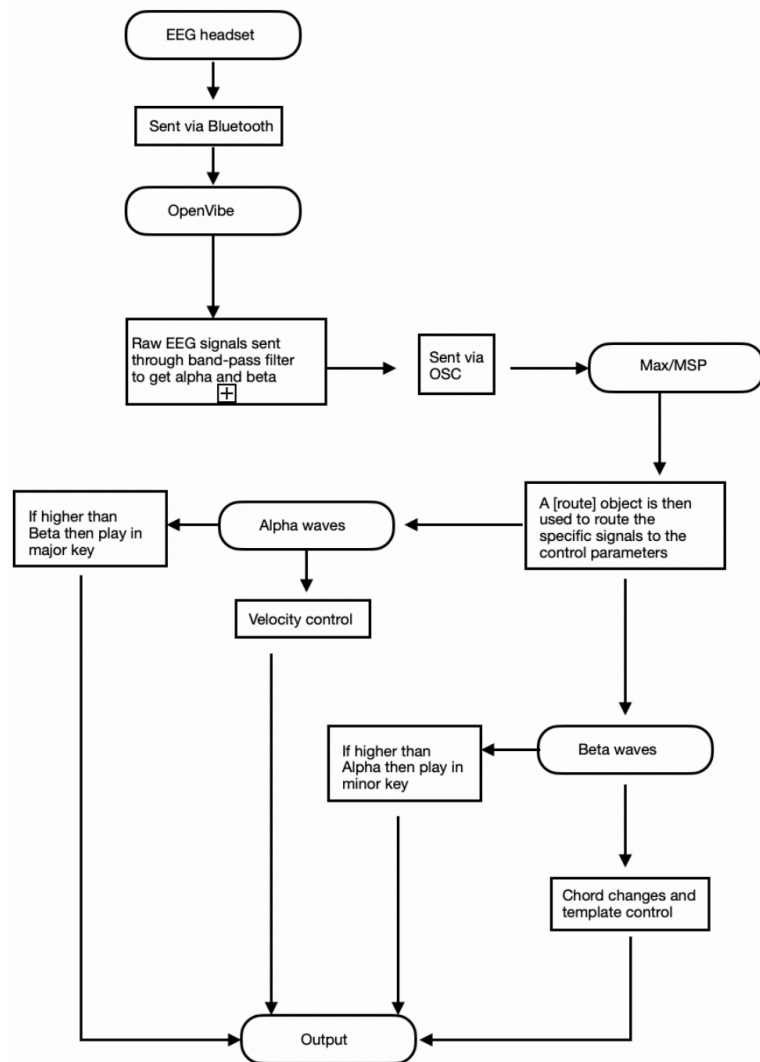 EEG headset
Sent via Bluetooth
OpenVibe
Raw EEG signals sent
through band-pass filter
to get alpha and beta
Sent via
OSC
Max/MSP
If higher than
Beta then play in
major key
Alpha waves
A [route] object is then
used to route the
specific signals to the
control parameters
Velocity control
If higher than
Alpha then play in
minor key
Beta waves
Chord changes and
template control
Output